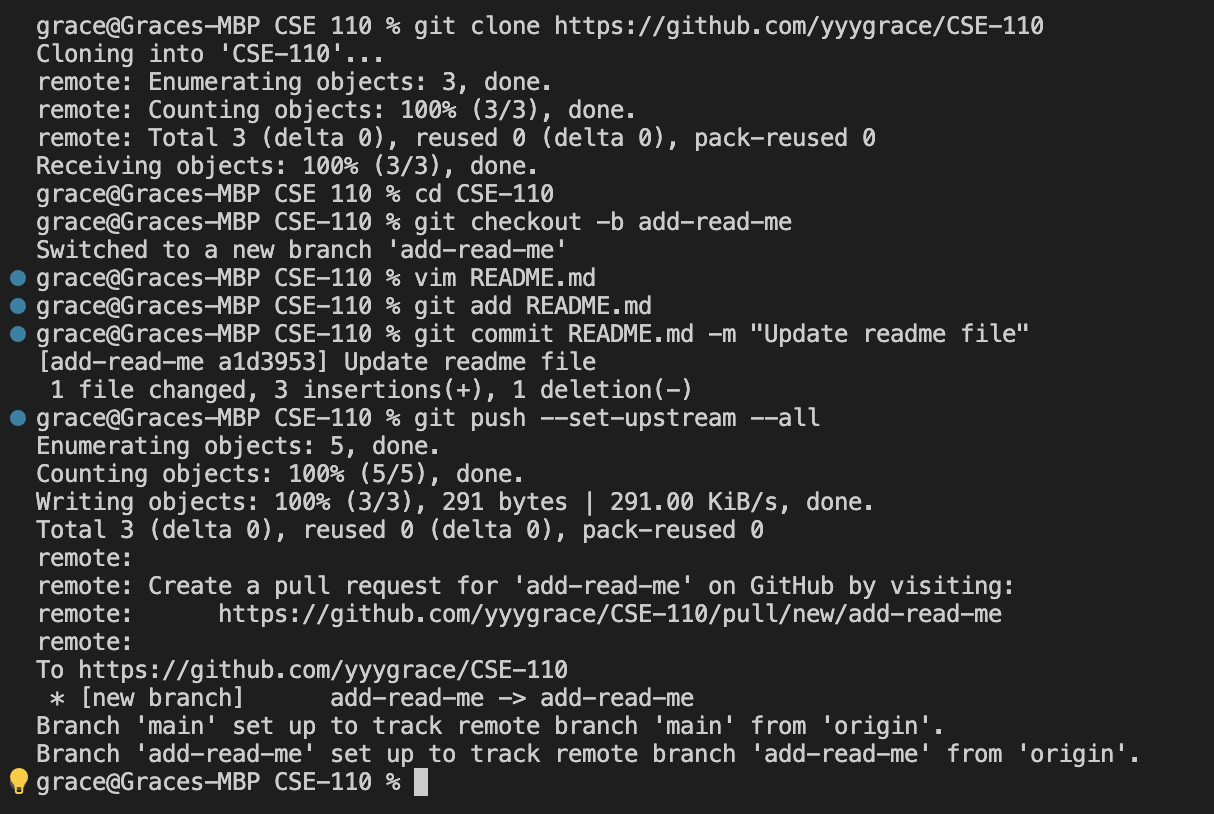 grace@Graces-MBP CSE 110 % git clone https://github.com/yyygrace/CSE-110
Cloning into 'CSE-110'...
remote: Enumerating objects: 3, done.
remote: Counting objects: 100% (3/3), done.
remote: Total 3 (delta 0), reused 0 (delta 0), pack-reused 0
Receiving objects: 100% (3/3), done.
grace@Graces-MBP CSE 110 % cd CSE-110
grace@Graces-MBP CSE-110 % git checkout -b add-read-me
Switched to a new branch 'add-read-me'
grace@Graces-MBP CSE-110 % vim README.md
grace@Graces-MBP CSE-110 % git add README.md
grace@Graces-MBP CSE-110 % git commit README.md -m "Update readme file"
[add-read-me a1d3953] Update readme file
 1 file changed, 3 insertions(+), 1 deletion(-)
grace@Graces-MBP CSE-110 % git push --set-upstream --all
Enumerating objects: 5, done.
Counting objects: 100% (5/5), done.
Writing objects: 100% (3/3), 291 bytes | 291.00 KiB/s, done.
Total 3 (delta 0), reused 0 (delta 0), pack-reused 0
remote:
remote: Create a pull request for 'add-read-me' on GitHub by visiting:
remote:      https://github.com/yyygrace/CSE-110/pull/new/add-read-me
remote:
To https://github.com/yyygrace/CSE-110
 * [new branch]      add-read-me -> add-read-me
Branch 'main' set up to track remote branch 'main' from 'origin'.
Branch 'add-read-me' set up to track remote branch 'add-read-me' from 'origin'.
grace@Graces-MBP CSE-110 %